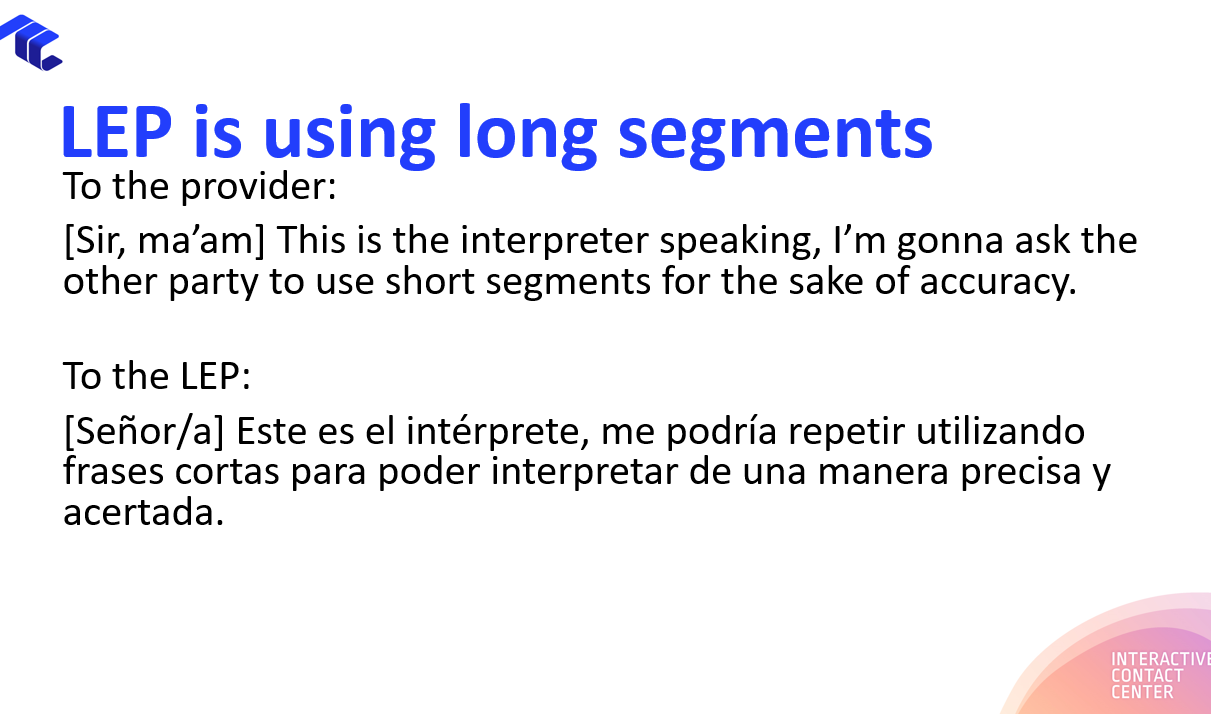 LEP is using long segments
To the provider:
[Sir, ma’am] This is the interpreter speaking, I’m gonna ask the
other party to use short segments for the sake of accuracy.
To the LEP:
[Señor/a] Este es el intérprete, me podría repetir utilizando
frases cortas para poder interpretar de una manera precisa y
acertada.
INTERACTIVE
CONTACT
CENTER